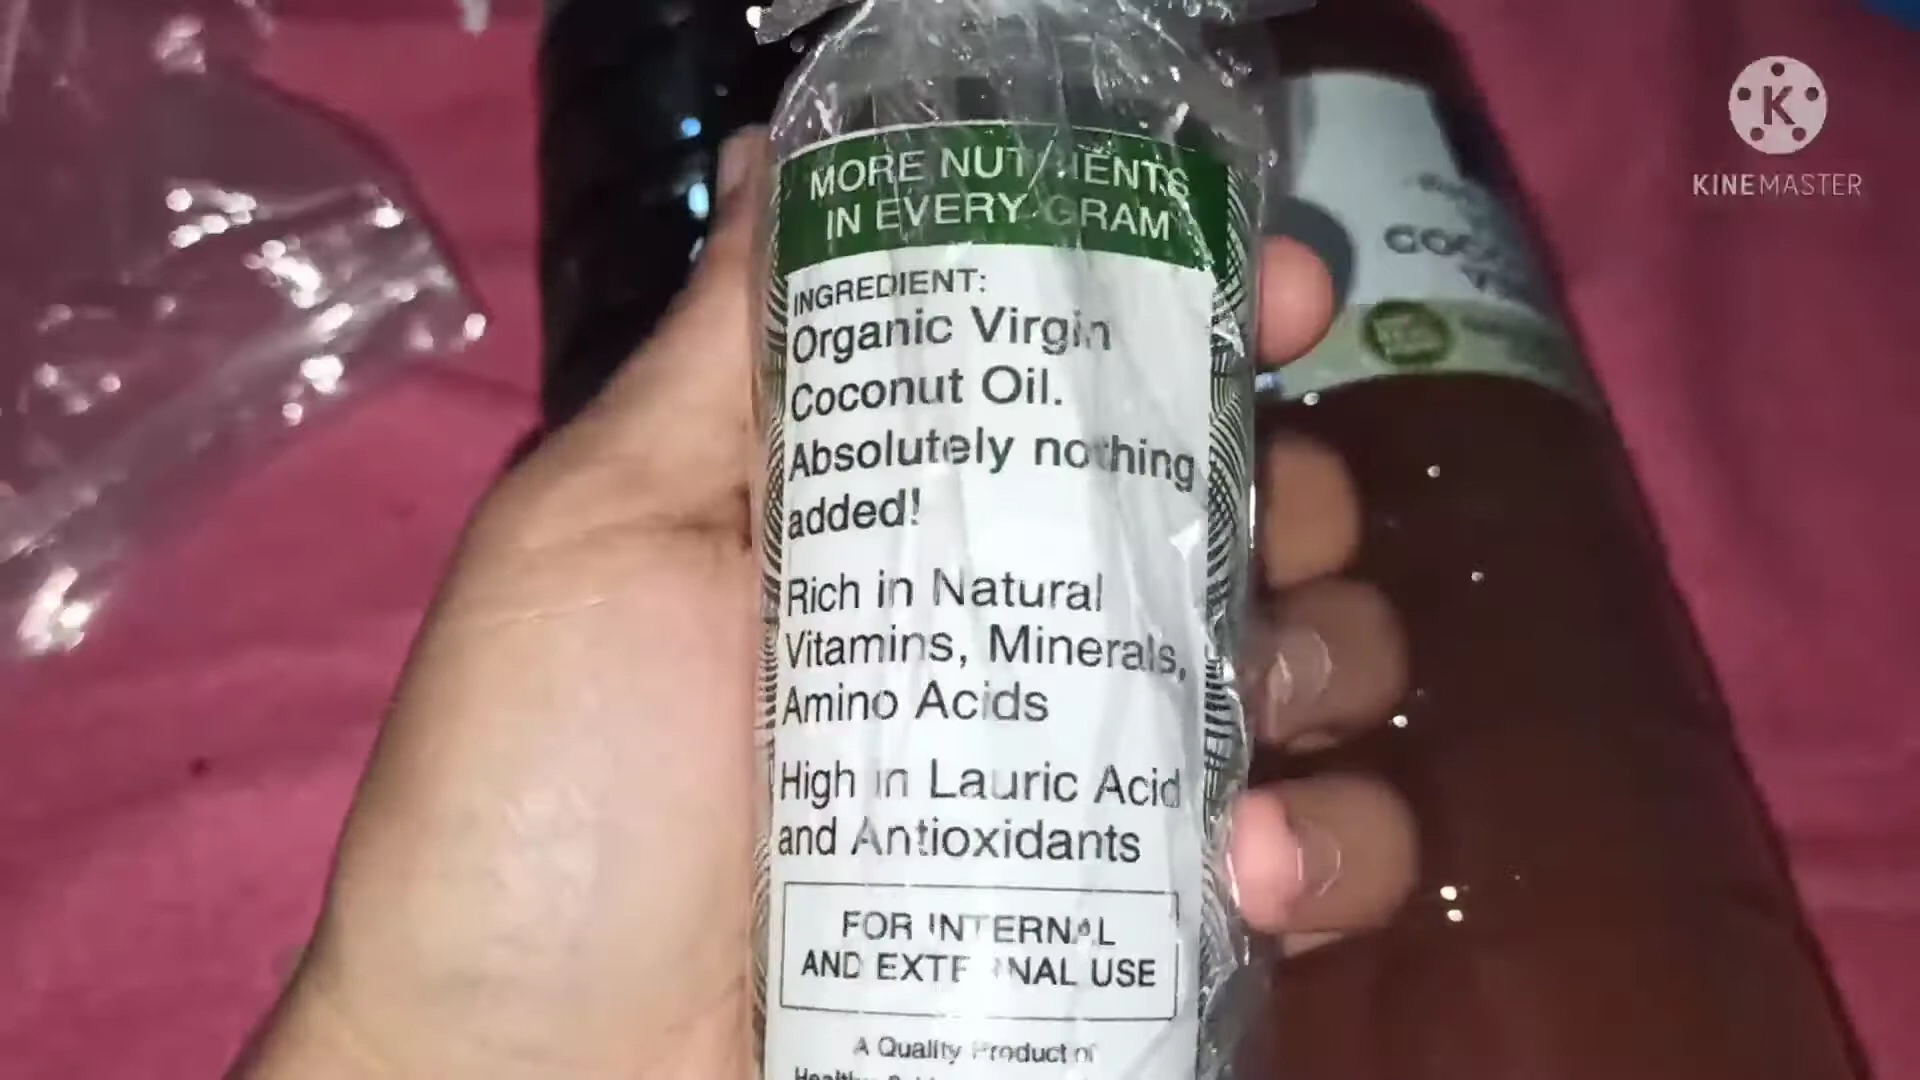 MORE NUTRIENTS
IN EVERY GRAM
INGREDIENT:
Organic Virgin
Coconut Oil.
Absolutely nothing
added!
Rich in Natural
Vitamins, Minerals,
Amino Acids
High in Lauric Acid
and Antioxidants
FOR INTERNAL
AND EXTERNAL USE
A Quality Product of
K
KINEMASTER